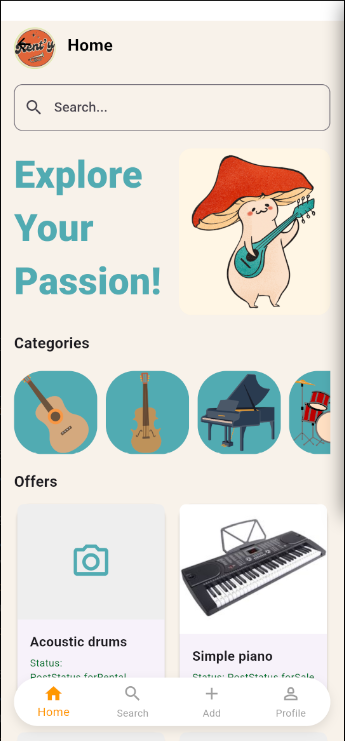 Rent'y
Home
Search...
Explore
Your
Passion!
Categories
Offers
Acoustic drums
Status:
PostStatus.forRental
Simple piano
Status: PostStatus.forSale
Home
Search
Add
Profile